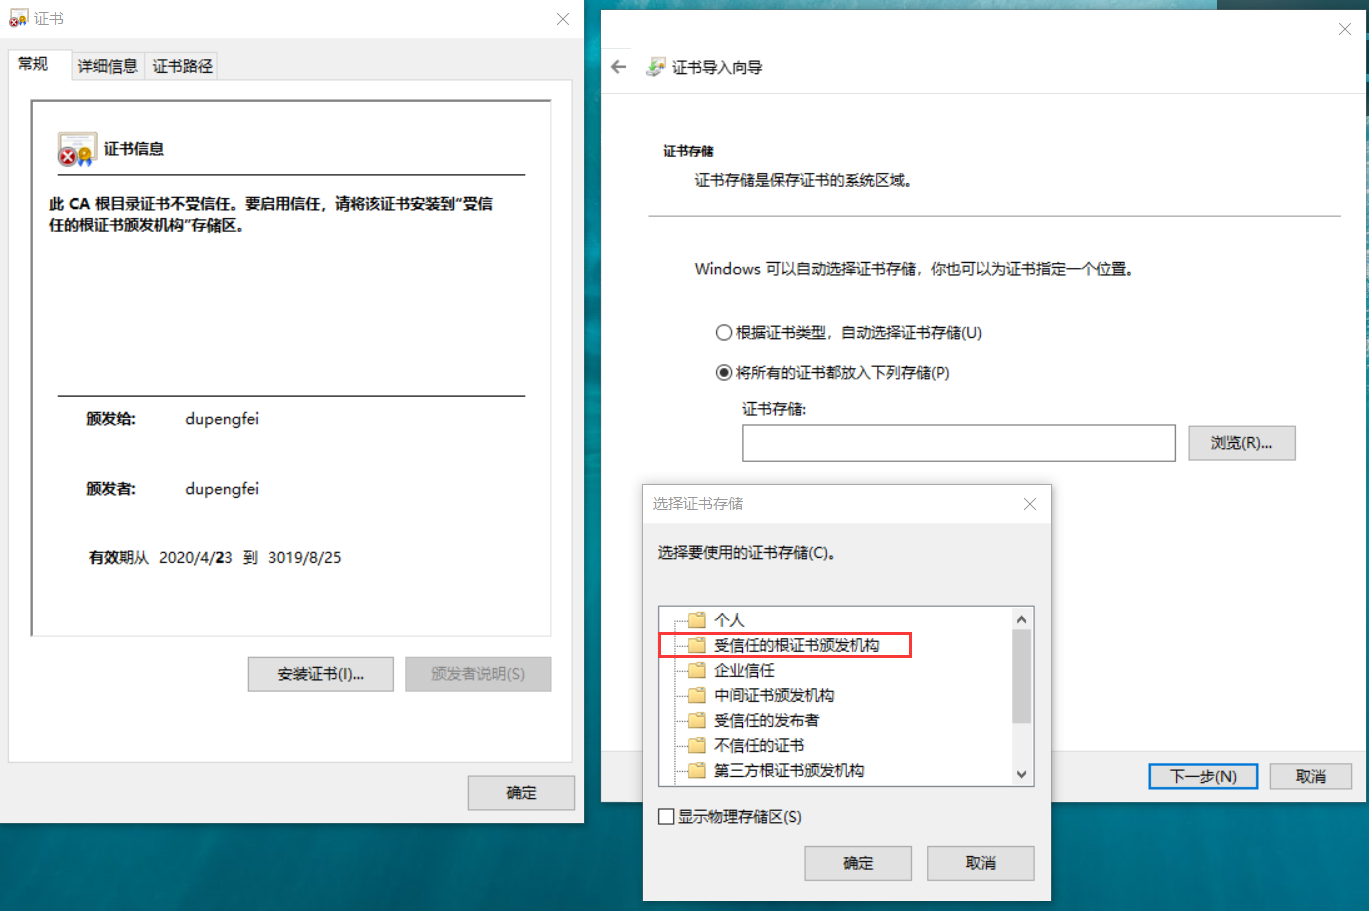 证书
常规
详细信息
证书路径
证书信息
此 CA 根目录证书不受信任。要启用信任，请将该证书安装到“受信
任的根证书颁发机构”存储区。
颁发给:
dupengfei
颁发者:
dupengfei
有效期从 2020/4/23 到 3019/8/25
安装证书(I)...
颁发者说明(S)
确定
证书导入向导
证书存储
证书存储是保存证书的系统区域。
Windows 可以自动选择证书存储，你也可以为证书指定一个位置。
根据证书类型，自动选择证书存储(U)
将所有的证书都放入下列存储(P)
证书存储:
浏览(R)...
选择证书存储
选择要使用的证书存储(C)。
个人
受信任的根证书颁发机构
企业信任
中间证书颁发机构
受信任的发布者
不信任的证书
第三方根证书颁发机构
显示物理存储区(S)
确定
取消
下一步(N)
取消